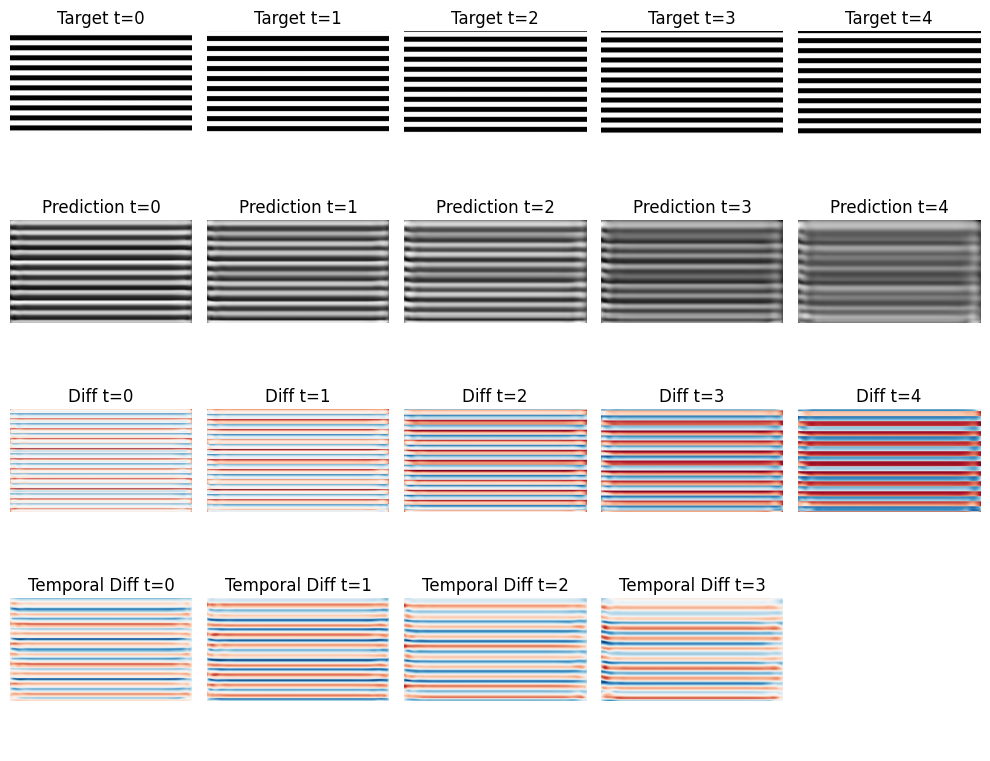 Target t=0 Target t=1 Target t=2 Target t=3 Target t=4
Prediction t=0 Prediction t=1 Prediction t=2 Prediction t=3 Prediction t=4
Diff t=0 Diff t=1 Diff t=2 Diff t=3 Diff t=4
Temporal Diff t=0 Temporal Diff t=1 Temporal Diff t=2 Temporal Diff t=3